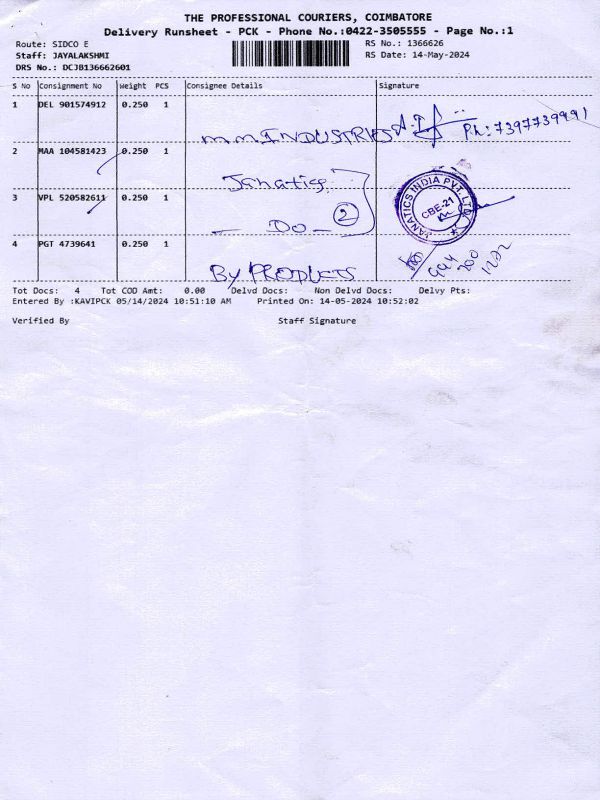 THE PROFESSIONAL COURIERS, COIMBATORE
Delivery Runsheet - PCK - Phone No.:0422-3505555 - Page No.:1
Route: SIDCO E
RS No.: 1366626
Staff: JAYALAKSHMI
RS Date: 14-May-2024
DRS No.: DCJB136662601
S No Consignment No Weight PCS Consignee Details Signature
1 DEL 901574912 0.250 1
M.M.INDUSTRIES Ph:7397739991
2 MAA 104581423 0.250 1
Janatics
JANATICS INDIA PVT. LTD.
CBE-21
3 VPL 520582611 0.250 1
- Do - 2
4 PGT 4739641 0.250 1
By PRODUCTS
944
200
1202
Tot Docs: 4 Tot COD Amt: 0.00 Delvd Docs: Non Delvd Docs: Delvy Pts:
Entered By :KAVIPCK 05/14/2024 10:51:10 AM Printed On: 14-05-2024 10:52:02
Verified By Staff Signature